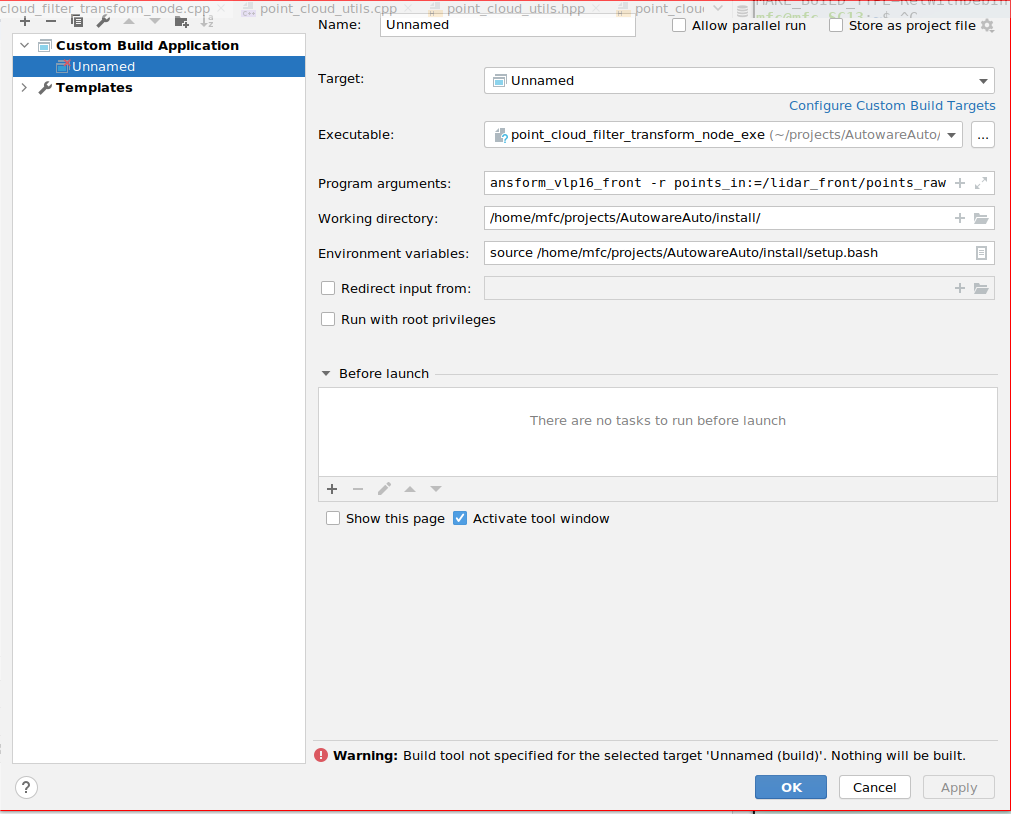 cloud_filter_transform_node.cpp point_cloud_utils.cpp point_cloud_utils.hpp point_clou
Name: Unnamed Allow parallel run Store as project file
Custom Build Application
Unnamed
Templates
Target: Unnamed
Configure Custom Build Targets
Executable: point_cloud_filter_transform_node_exe (~/projects/AutowareAuto/ ...
Program arguments: ansform_vlp16_front -r points_in:=/lidar_front/points_raw
Working directory: /home/mfc/projects/AutowareAuto/install/
Environment variables: source /home/mfc/projects/AutowareAuto/install/setup.bash
Redirect input from:
Run with root privileges
Before launch
There are no tasks to run before launch
Show this page Activate tool window
Warning: Build tool not specified for the selected target 'Unnamed (build)'. Nothing will be built.
? OK Cancel Apply